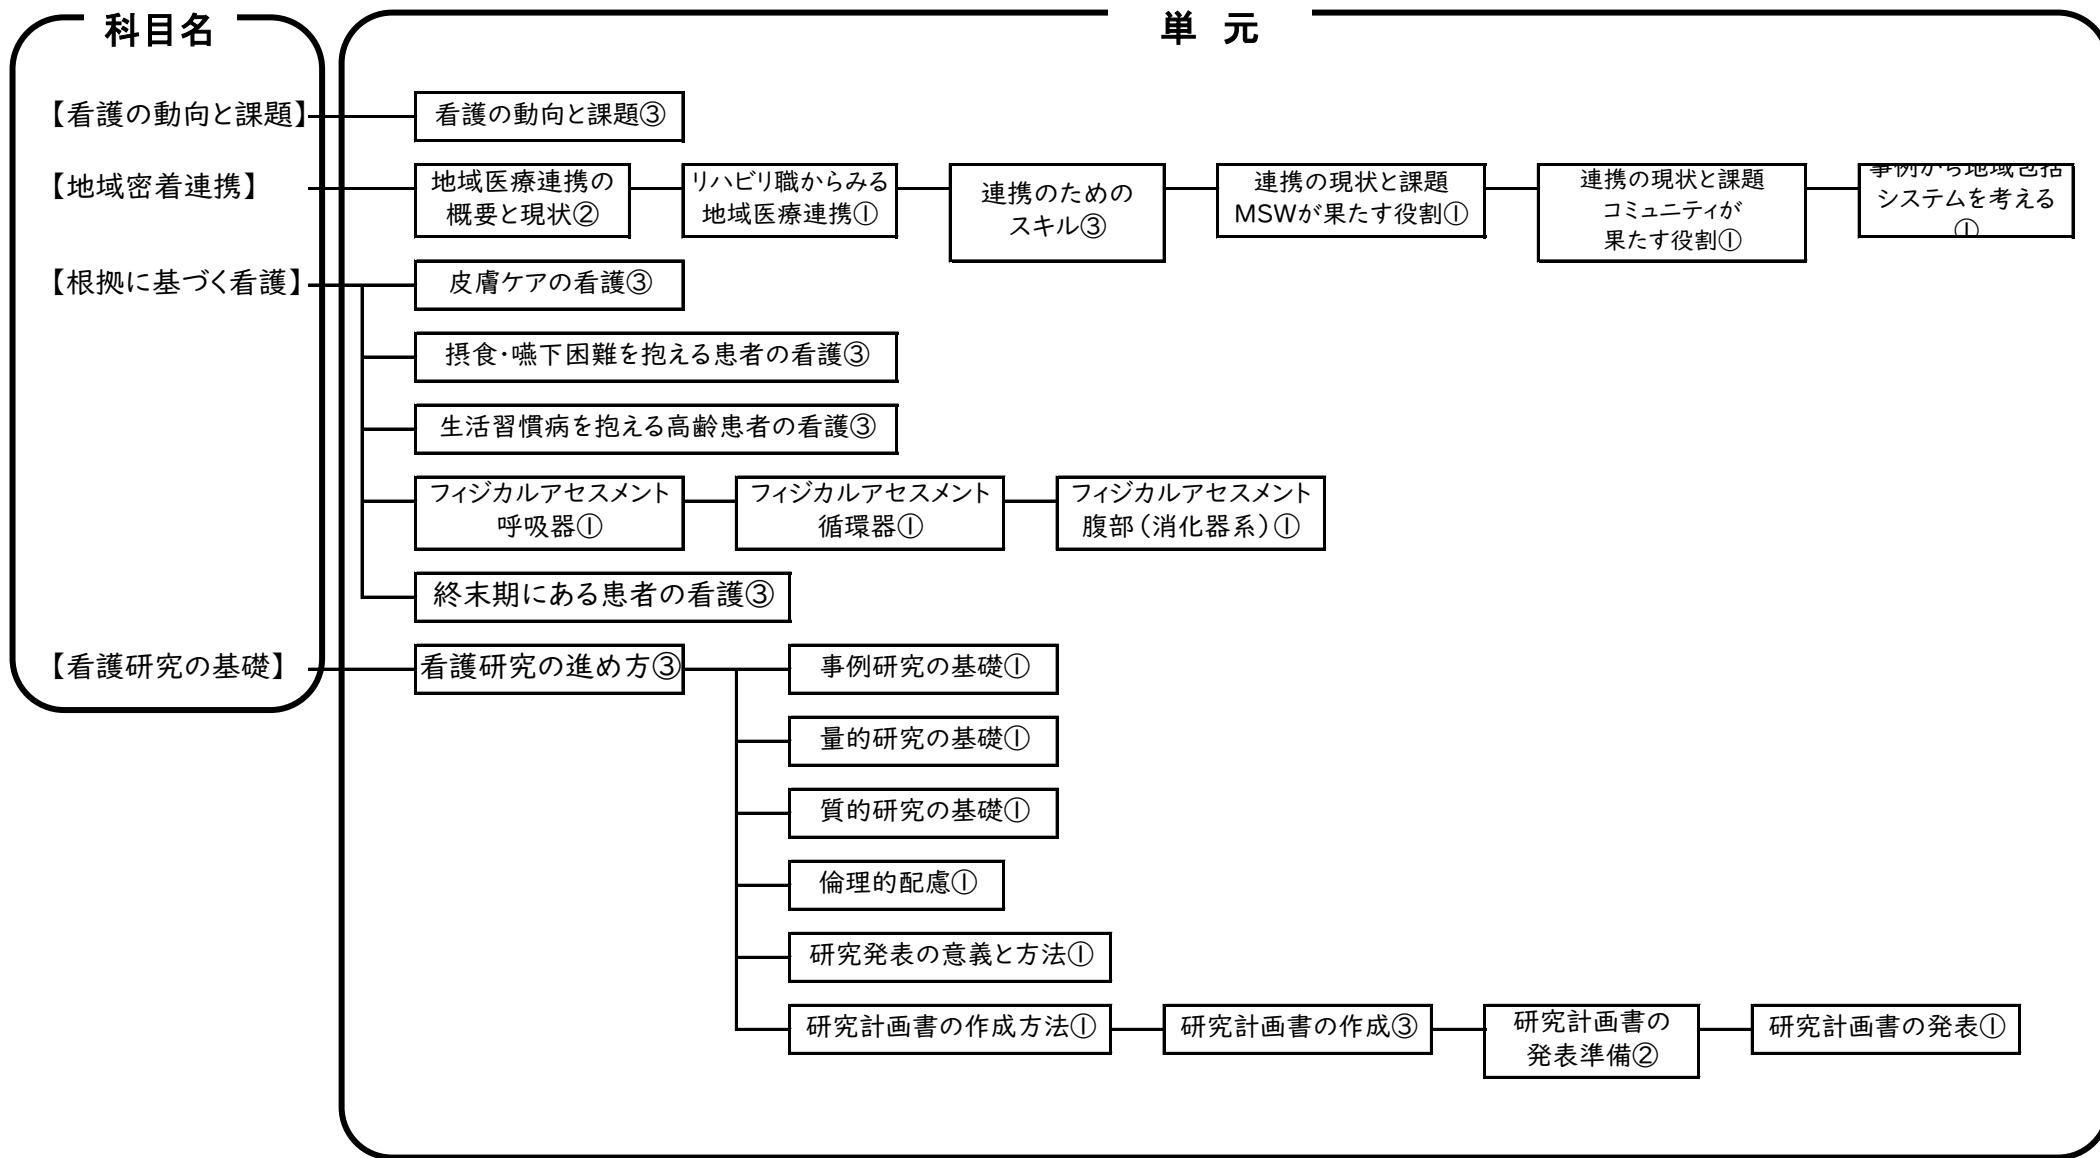 科目名
単 元
【看護の動向と課題】
看護の動向と課題③
【地域密着連携】
地域医療連携の
概要と現状②
リハビリ職からみる
地域医療連携①
連携のための
スキル③
連携の現状と課題
MSWが果たす役割①
連携の現状と課題
コミュニティが
果たす役割①
事例から地域包括
システムを考える
①
【根拠に基づく看護】
皮膚ケアの看護③
摂食・嚥下困難を抱える患者の看護③
生活習慣病を抱える高齢患者の看護③
フィジカルアセスメント
呼吸器①
フィジカルアセスメント
循環器①
フィジカルアセスメント
腹部(消化器系)①
終末期にある患者の看護③
【看護研究の基礎】
看護研究の進め方③
事例研究の基礎①
量的研究の基礎①
質的研究の基礎①
倫理的配慮①
研究発表の意義と方法①
研究計画書の作成方法①
研究計画書の作成③
研究計画書の
発表準備②
研究計画書の発表①